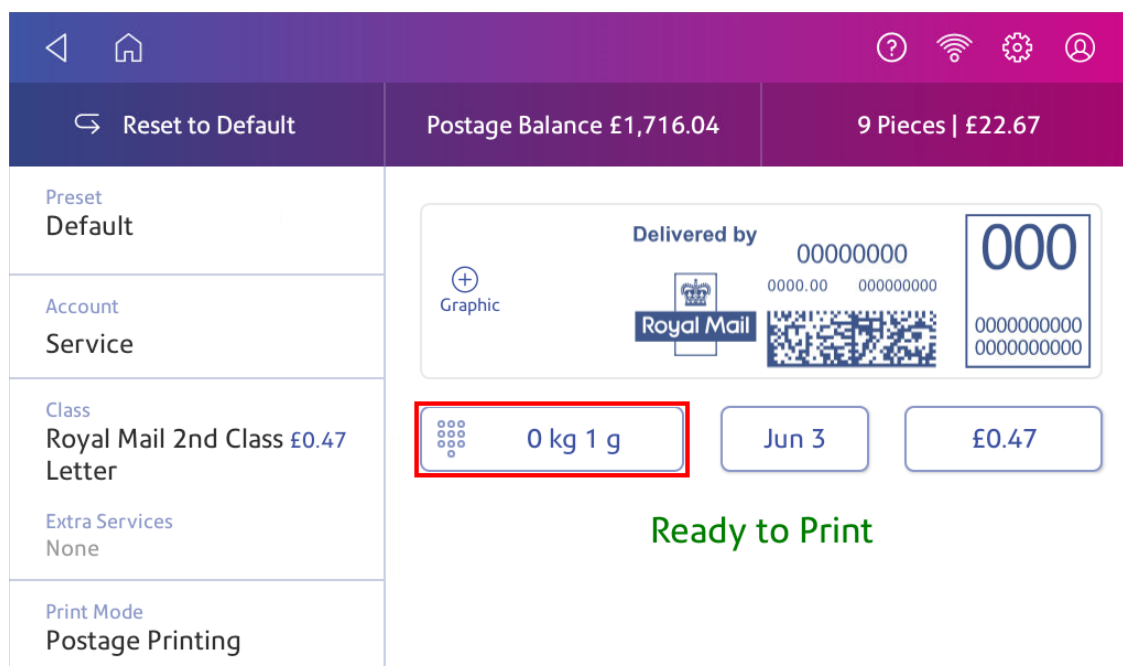 Reset to Default
Postage Balance £1,716.04
9 Pieces | £22.67
Preset
Default
Account
Service
Class
Royal Mail 2nd Class £0.47
Letter
Extra Services
None
Print Mode
Postage Printing
Graphic
Delivered by
Royal Mail
00000000
0000.00 000000000
000
0000000000
0000000000
0 kg 1 g
Jun 3
£0.47
Ready to Print